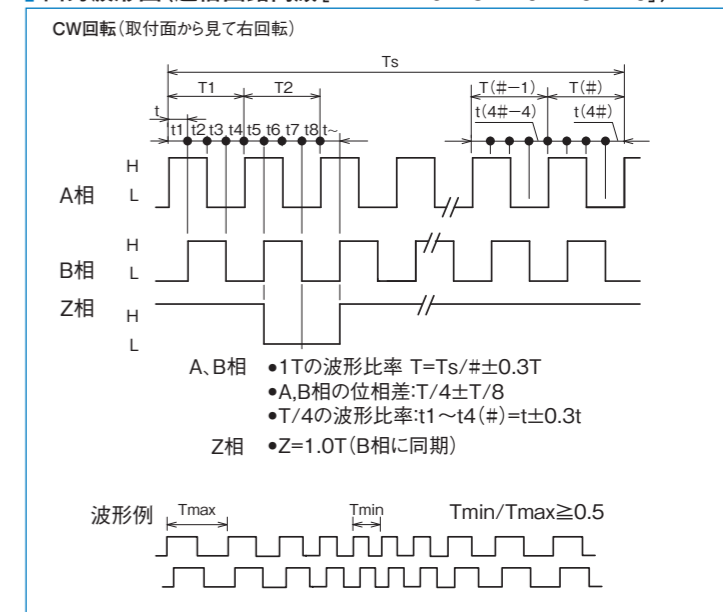 CW回転(取付面から見て右回転)
Ts
T1 T2 T(#−1) T(#)
t t(4#−4) t(4#)
t1 t2 t3 t4 t5 t6 t7 t8 t~
H
A相 L
H
B相 L
Z相 H
L
A、B相 ●1Tの波形比率 T=Ts/#±0.3T
●A,B相の位相差:T/4±T/8
●T/4の波形比率:t1~t4(#)=t±0.3t
Z相 ●Z=1.0T(B相に同期)
波形例 Tmax Tmin Tmin/Tmax≧0.5